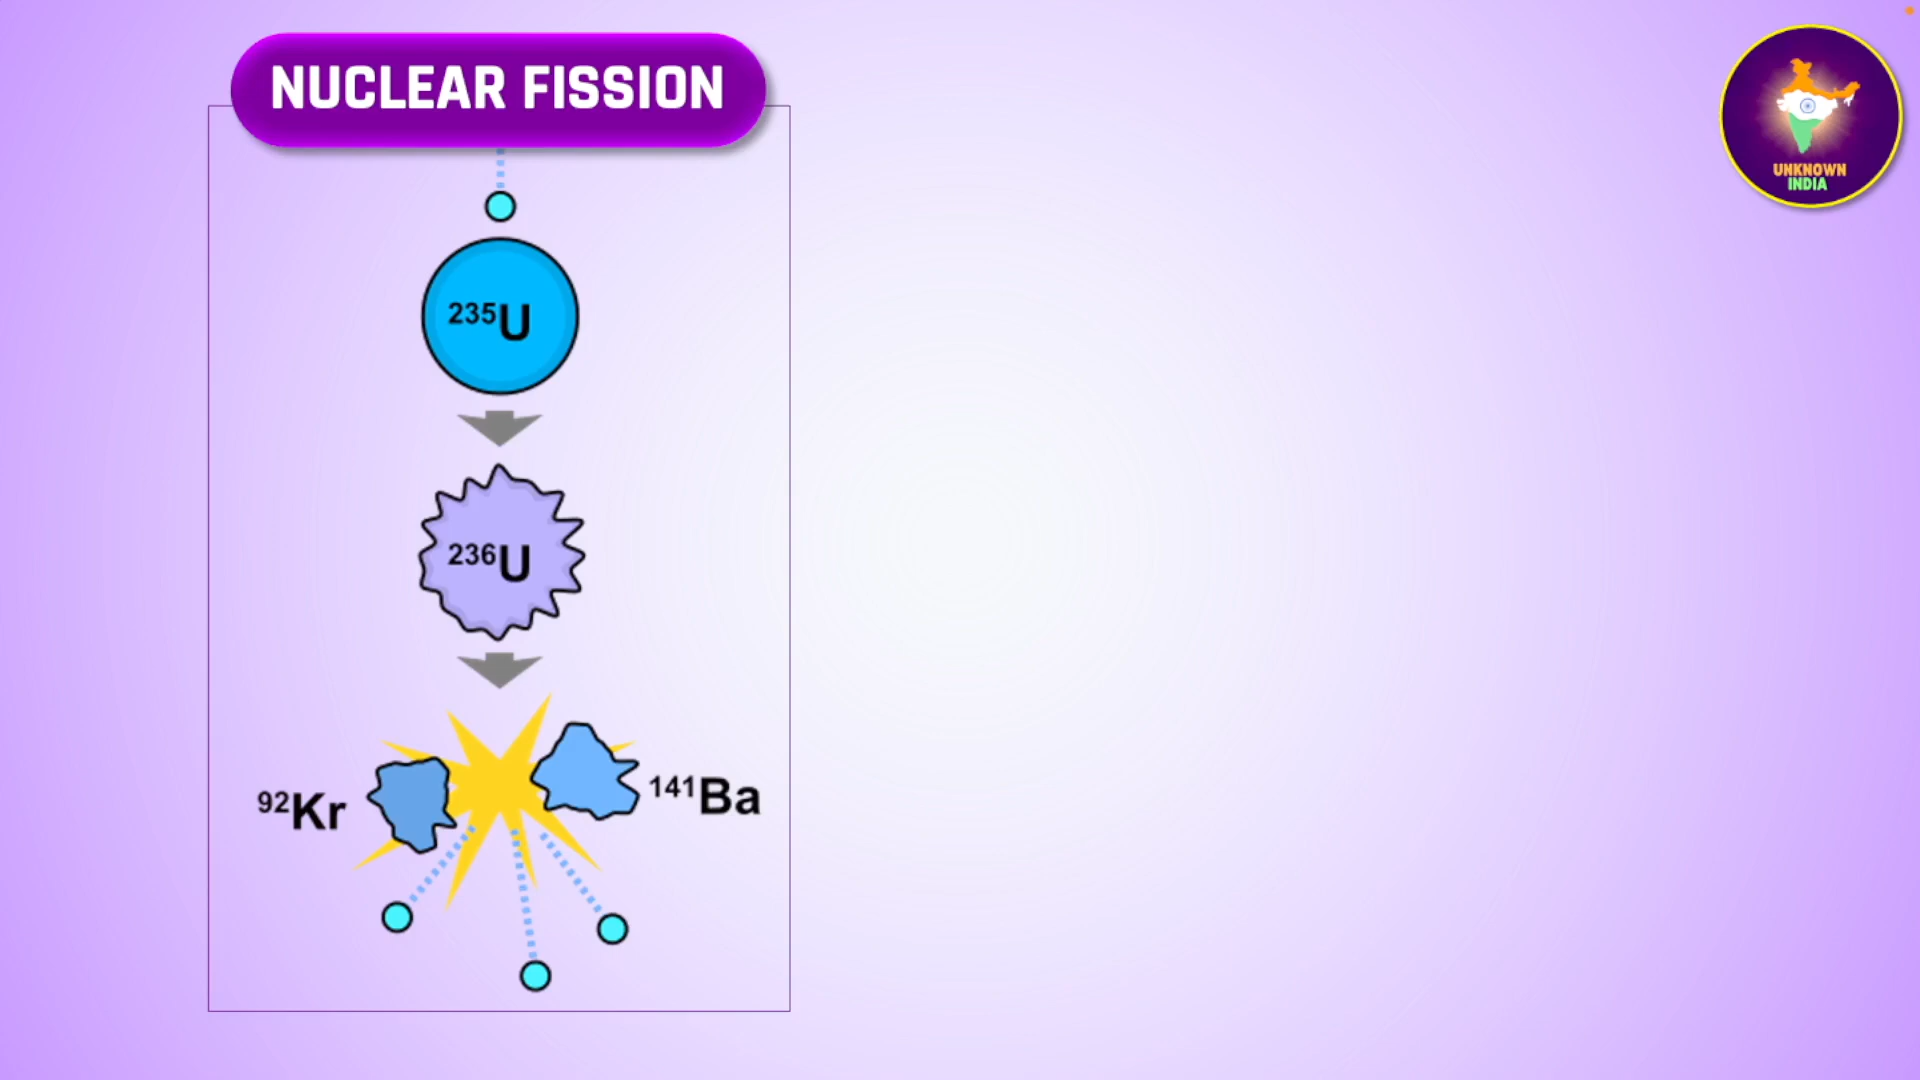 NUCLEAR FISSION
UNKNOWN
INDIA
²³⁵U
²³⁶U
⁹²Kr
¹⁴¹Ba